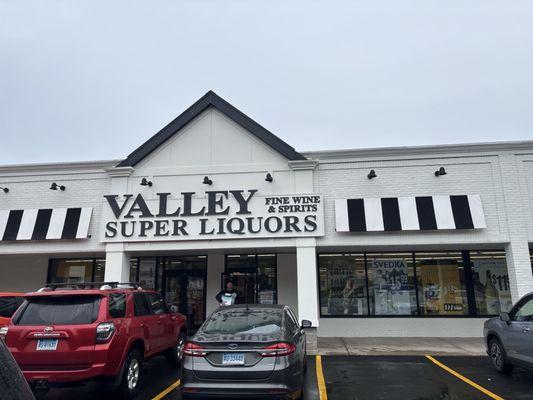 VALLEY
FINE WINE
& SPIRITS
SUPER LIQUORS
SVEDKA